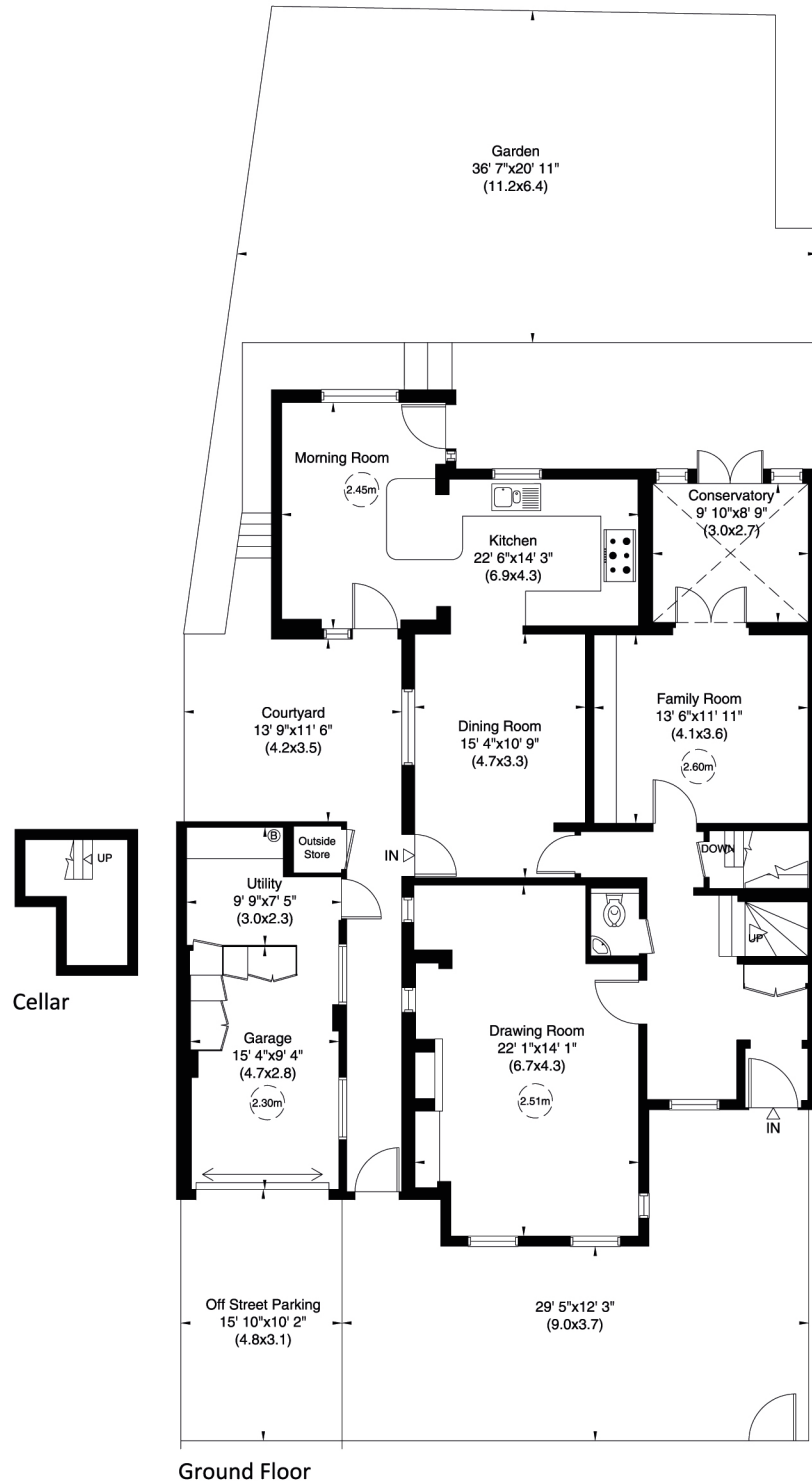 Garden
36' 7"x20' 11"
(11.2x6.4)
Morning Room
2.45m
Conservatory
9' 10"x8' 9"
(3.0x2.7)
Kitchen
22' 6"x14' 3"
(6.9x4.3)
Courtyard
13' 9"x11' 6"
(4.2x3.5)
Dining Room
15' 4"x10' 9"
(4.7x3.3)
Family Room
13' 6"x11' 11"
(4.1x3.6)
2.60m
UP
B
Outside
Store
IN
DOWN
Utility
9' 9"x7' 5"
(3.0x2.3)
UP
Cellar
Garage
15' 4"x9' 4"
(4.7x2.8)
2.30m
Drawing Room
22' 1"x14' 1"
(6.7x4.3)
2.51m
IN
Off Street Parking
15' 10"x10' 2"
(4.8x3.1)
29' 5"x12' 3"
(9.0x3.7)
Ground Floor